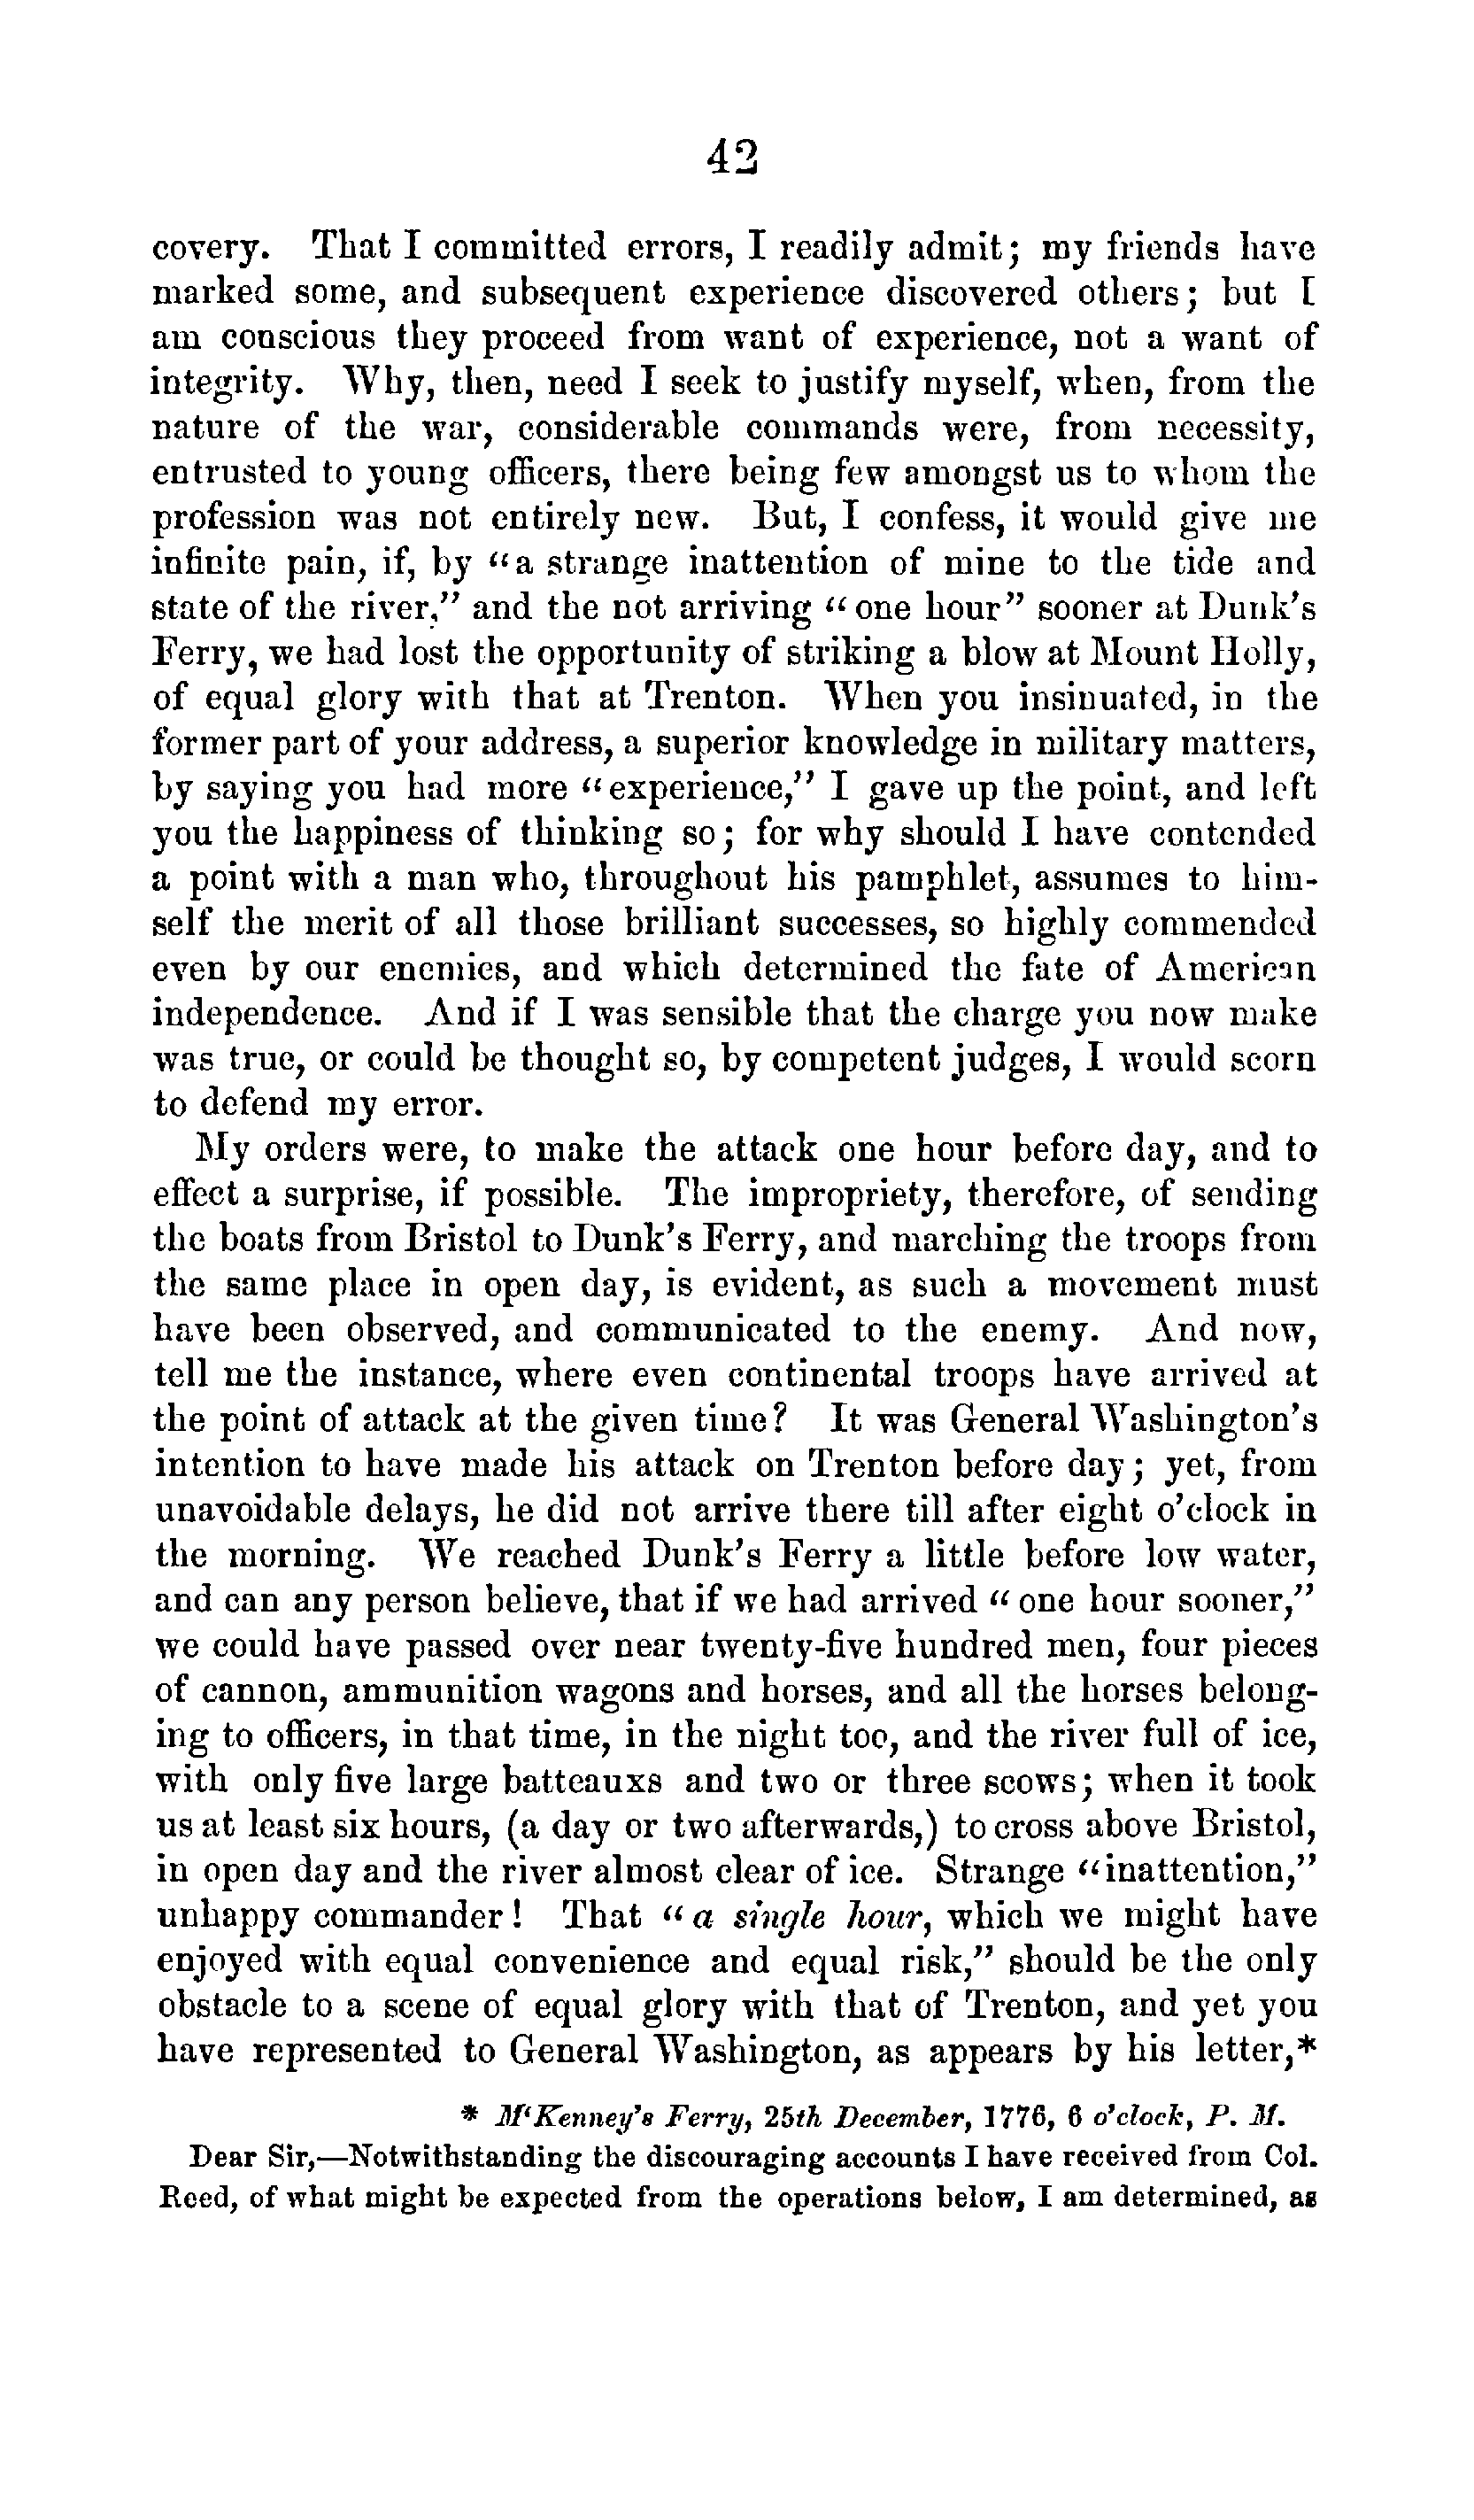 42
covery. That I committed errors, I readily admit; my friends have
marked some, and subsequent experience discovered others; but I
am conscious they proceed from want of experience, not a want of
integrity. Why, then, need I seek to justify myself, when, from the
nature of the war, considerable commands were, from necessity,
entrusted to young officers, there being few amongst us to whom the
profession was not entirely new. But, I confess, it would give me
infinite pain, if, by "a strange inattention of mine to the tide and
state of the river," and the not arriving "one hour" sooner at Dunk's
Ferry, we had lost the opportunity of striking a blow at Mount Holly,
of equal glory with that at Trenton. When you insinuated, in the
former part of your address, a superior knowledge in military matters,
by saying you had more "experience," I gave up the point, and left
you the happiness of thinking so; for why should I have contended
a point with a man who, throughout his pamphlet, assumes to him-
self the merit of all those brilliant successes, so highly commended
even by our enemies, and which determined the fate of American
independence. And if I was sensible that the charge you now make
was true, or could be thought so, by competent judges, I would scorn
to defend my error.
My orders were, to make the attack one hour before day, and to
effect a surprise, if possible. The impropriety, therefore, of sending
the boats from Bristol to Dunk's Ferry, and marching the troops from
the same place in open day, is evident, as such a movement must
have been observed, and communicated to the enemy. And now,
tell me the instance, where even continental troops have arrived at
the point of attack at the given time? It was General Washington's
intention to have made his attack on Trenton before day; yet, from
unavoidable delays, he did not arrive there till after eight o'clock in
the morning. We reached Dunk's Ferry a little before low water,
and can any person believe, that if we had arrived "one hour sooner,"
we could have passed over near twenty-five hundred men, four pieces
of cannon, ammunition wagons and horses, and all the horses belong-
ing to officers, in that time, in the night too, and the river full of ice,
with only five large batteauxs and two or three scows; when it took
us at least six hours, (a day or two afterwards,) to cross above Bristol,
in open day and the river almost clear of ice. Strange "inattention,"
unhappy commander! That "a single hour, which we might have
enjoyed with equal convenience and equal risk," should be the only
obstacle to a scene of equal glory with that of Trenton, and yet you
have represented to General Washington, as appears by his letter,*
* M'Kenney's Ferry, 25th December, 1776, 6 o'clock, P. M.
Dear Sir,—Notwithstanding the discouraging accounts I have received from Col.
Reed, of what might be expected from the operations below, I am determined, as